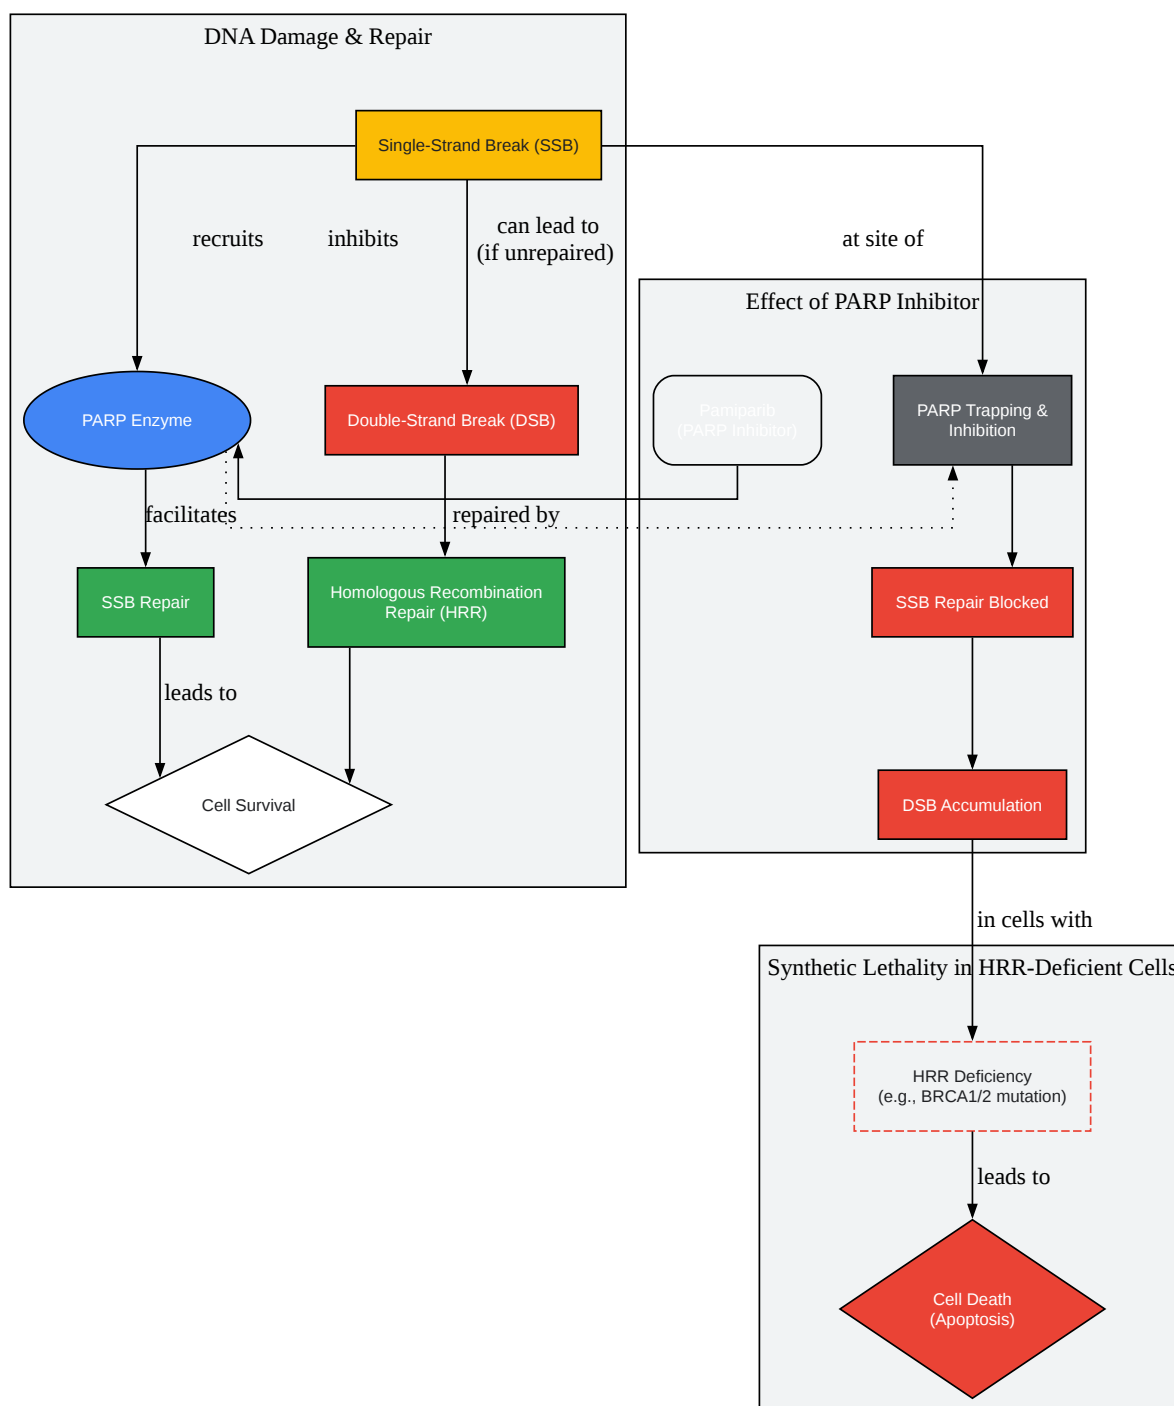 DNA Damage & Repair
Single-Strand Break (SSB)
recruits
inhibits
can lead to
(if unrepaired)
at site of
Effect of PARP Inhibitor
PARP Enzyme
Double-Strand Break (DSB)
Pamiparib
(PARP Inhibitor)
PARP Trapping &
Inhibition
facilitates
repaired by
SSB Repair
Homologous Recombination
Repair (HRR)
SSB Repair Blocked
leads to
Cell Survival
DSB Accumulation
in cells with
Synthetic Lethality in HRR-Deficient Cells
HRR Deficiency
(e.g., BRCA1/2 mutation)
leads to
Cell Death
(Apoptosis)